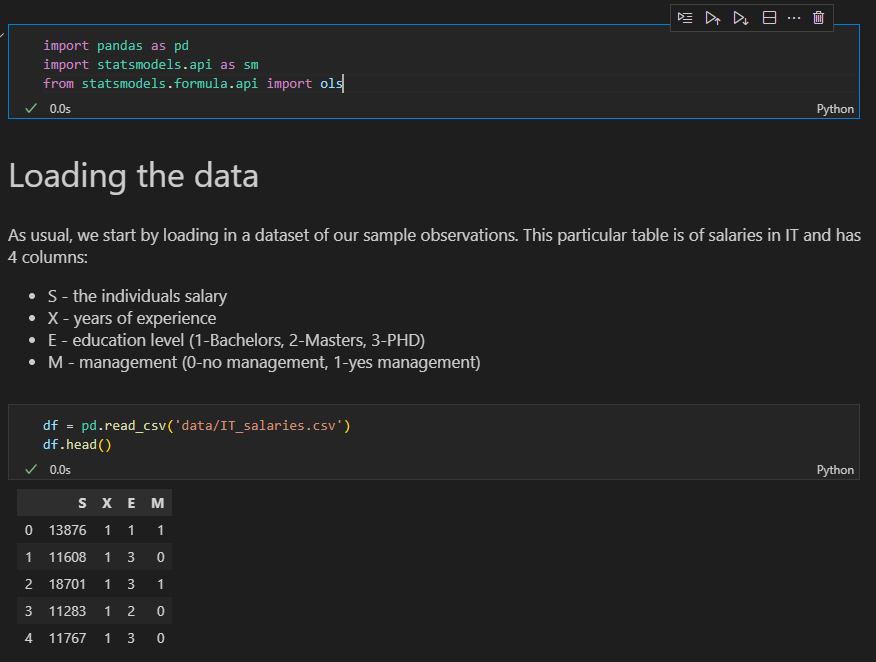 import pandas as pd
import statsmodels.api as sm
from statsmodels.formula.api import ols
0.0s
Python
Loading the data
As usual, we start by loading in a dataset of our sample observations. This particular table is of salaries in IT and has
4 columns:
• S - the individuals salary
• X - years of experience
• E - education level (1-Bachelors, 2-Masters, 3-PHD)
• M - management (0-no management, 1-yes management)
df = pd.read_csv('data/IT_salaries.csv')
df.head()
0.0s
Python
S X E M
0 13876 1 1 1
1 11608 1 3 0
2 18701 1 3 1
3 11283 1 2 0
4 11767 1 3 0